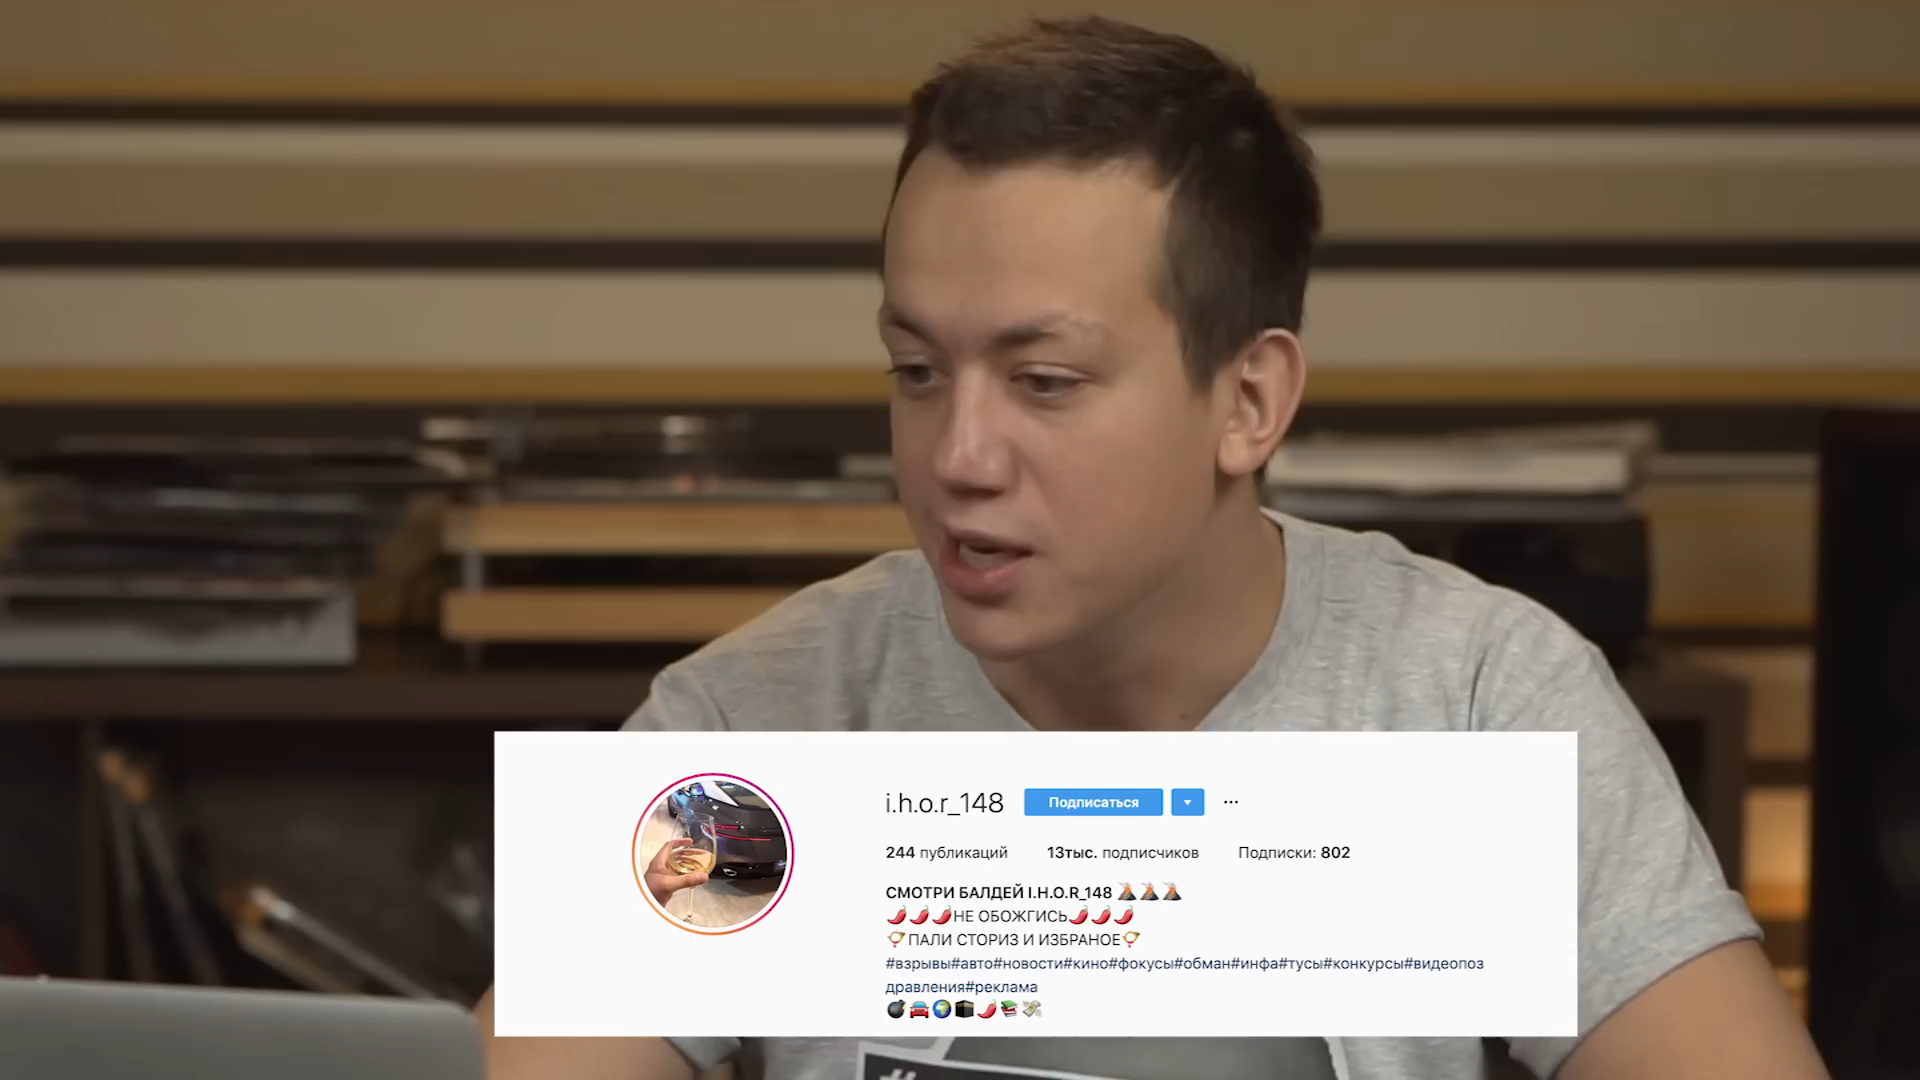 i.h.o.r_148 Подписаться
244 публикаций 13тыс. подписчиков Подписки: 802
СМОТРИ БАЛДЕЙ I.H.O.R_148 🌋🌋🌋
🌶🌶🌶НЕ ОБОЖГИСЬ🌶🌶🌶
📯ПАЛИ СТОРИЗ И ИЗБРАНОЕ📯
#взрывы#авто#новости#кино#фокусы#обман#инфа#тусы#конкурсы#видеопоз
дравления#реклама
💣🚘🌍🕋🌶📚💸
#